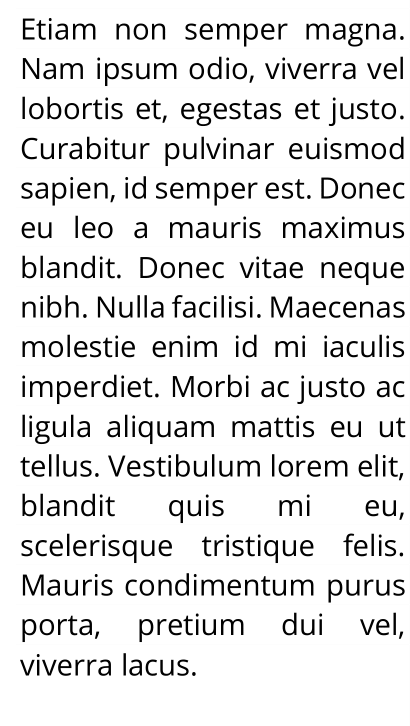 Etiam non semper magna.
Nam ipsum odio, viverra vel
lobortis et, egestas et justo.
Curabitur pulvinar euismod
sapien, id semper est. Donec
eu leo a mauris maximus
blandit. Donec vitae neque
nibh. Nulla facilisi. Maecenas
molestie enim id mi iaculis
imperdiet. Morbi ac justo ac
ligula aliquam mattis eu ut
tellus. Vestibulum lorem elit,
blandit quis mi eu,
scelerisque tristique felis.
Mauris condimentum purus
porta, pretium dui vel,
viverra lacus.